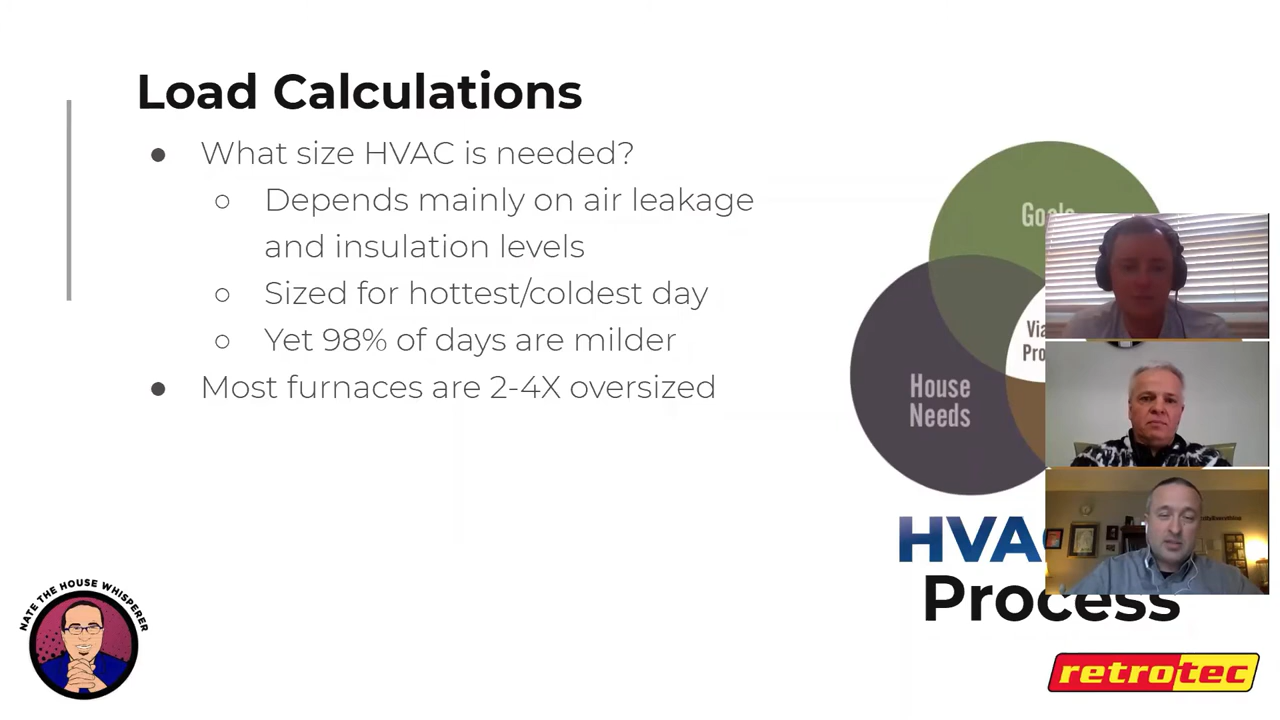 Load Calculations
What size HVAC is needed?
Depends mainly on air leakage
and insulation levels
Sized for hottest/coldest day
Yet 98% of days are milder
Most furnaces are 2-4X oversized
Goals
House
Needs
Process
NATE THE HOUSE WHISPERER
retrotec